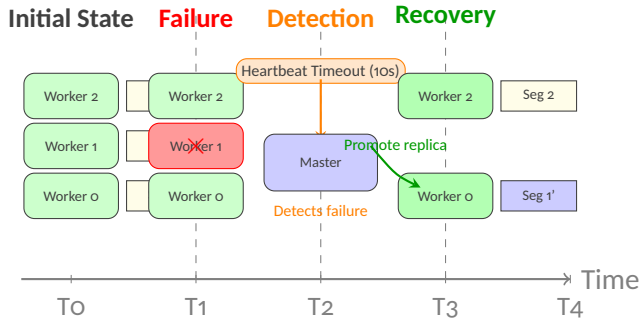 Initial State
Failure
Detection
Recovery
Heartbeat Timeout (10s)
Worker 2
Worker 2
Worker 2
Seg 2
Worker 1
Worker 1
Master
Promote replica
Worker 0
Worker 0
Worker 0
Seg 1'
Detects failure
Time
T0
T1
T2
T3
T4